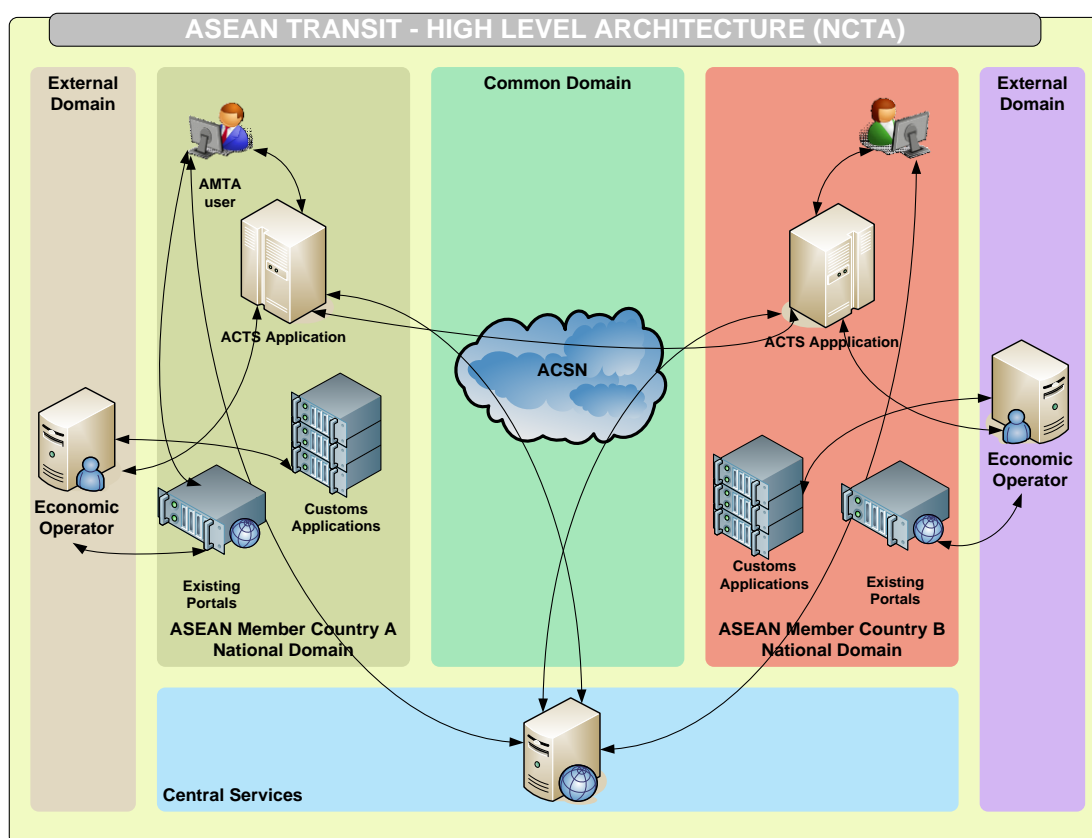 ASEAN TRANSIT - HIGH LEVEL ARCHITECTURE (NCTA)
External
Domain
Common Domain
External
Domain
AMTA
user
ACTS Application
ACTS Appplication
ACSN
Economic
Operator
Customs
Applications
Existing
Portals
ASEAN Member Country A
National Domain
Economic
Operator
Customs
Applications
Existing
Portals
ASEAN Member Country B
National Domain
Central Services